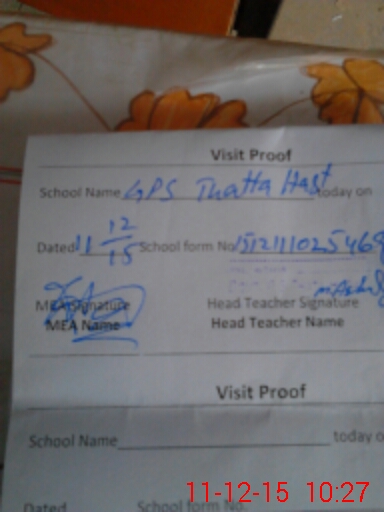 Visit Proof
School Name GPS Thatta Hast today on
Dated 11 12/15 School form No
MEA Signature Head Teacher Signature
MEA Name Head Teacher Name
Visit Proof
School Name today o
Dated School form No.
11-12-15 10:27